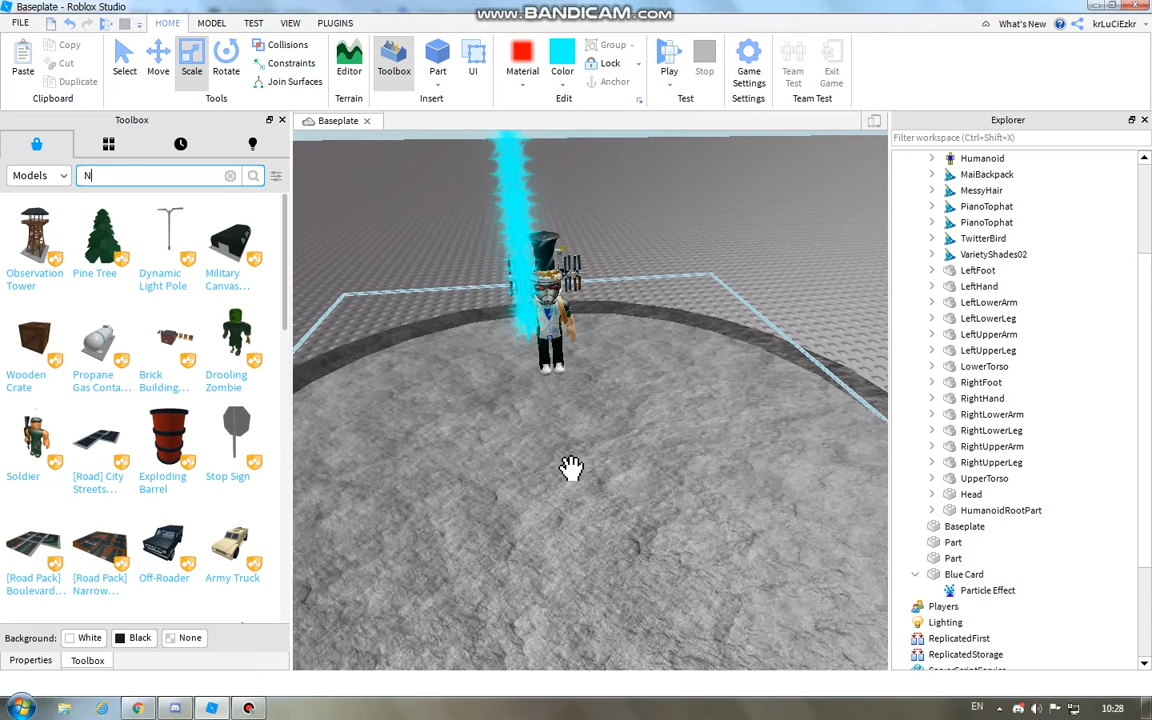 Baseplate - Roblox Studio
www.BANDICAM.com
FILE HOME MODEL TEST VIEW PLUGINS What's New krLuCiEzkr
Paste Copy Cut Duplicate
Select Move Scale Rotate
Collisions Constraints Join Surfaces
Editor Toolbox Part UI
Material Color
Group Lock Anchor
Play Stop
Game Settings
Team Test
Exit Game
Clipboard Tools Terrain Insert Edit Test Settings Team Test
Toolbox Baseplate Explorer
Filter workspace (Ctrl+Shift+X)
Models N
Observation Tower
Pine Tree
Dynamic Light Pole
Military Canvas...
Wooden Crate
Propane Gas Conta...
Brick Building...
Drooling Zombie
Soldier
[Road] City Streets...
Exploding Barrel
Stop Sign
[Road Pack] Boulevard...
[Road Pack] Narrow...
Off-Roader
Army Truck
Background: White Black None
Properties Toolbox
Humanoid
MaiBackpack
MessyHair
PianoTophat
PianoTophat
TwitterBird
VarietyShades02
LeftFoot
LeftHand
LeftLowerArm
LeftLowerLeg
LeftUpperArm
LeftUpperLeg
LowerTorso
RightFoot
RightHand
RightLowerArm
RightLowerLeg
RightUpperArm
RightUpperLeg
UpperTorso
Head
HumanoidRootPart
Baseplate
Part
Part
Blue Card
Particle Effect
Players
Lighting
ReplicatedFirst
ReplicatedStorage
EN 10:28